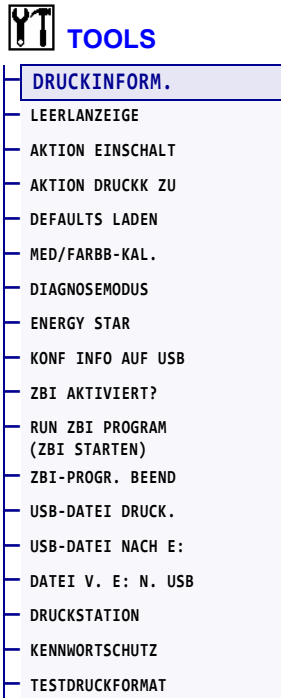 TOOLS
DRUCKINFORM.
LEERLANZEIGE
AKTION EINSCHALT
AKTION DRUCKK ZU
DEFAULTS LADEN
MED/FARBB-KAL.
DIAGNOSEMODUS
ENERGY STAR
KONF INFO AUF USB
ZBI AKTIVIERT?
RUN ZBI PROGRAM
(ZBI STARTEN)
ZBI-PROGR. BEEND
USB-DATEI DRUCK.
USB-DATEI NACH E:
DATEI V. E: N. USB
DRUCKSTATION
KENNWORTSCHUTZ
TESTDRUCKFORMAT